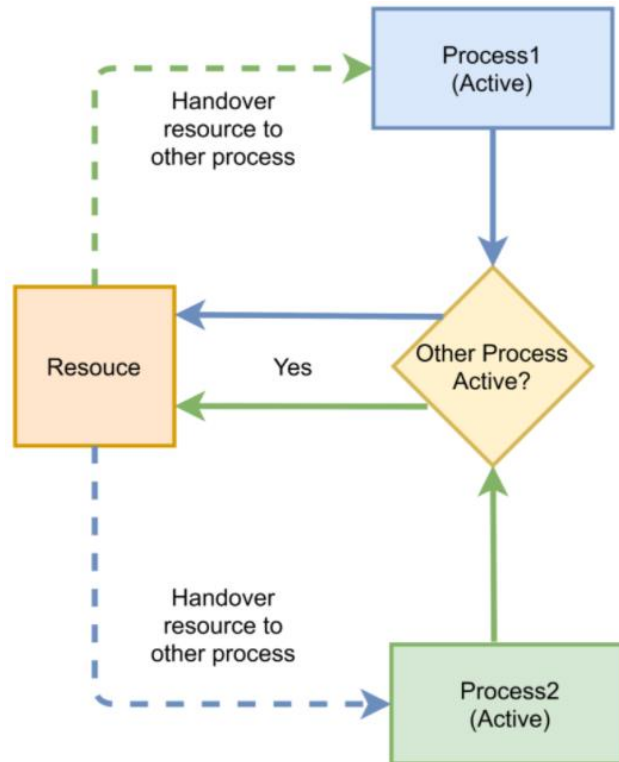 Process1
(Active)
Handover
resource to
other process
Resouce
Yes
Other Process
Active?
Handover
resource to
other process
Process2
(Active)